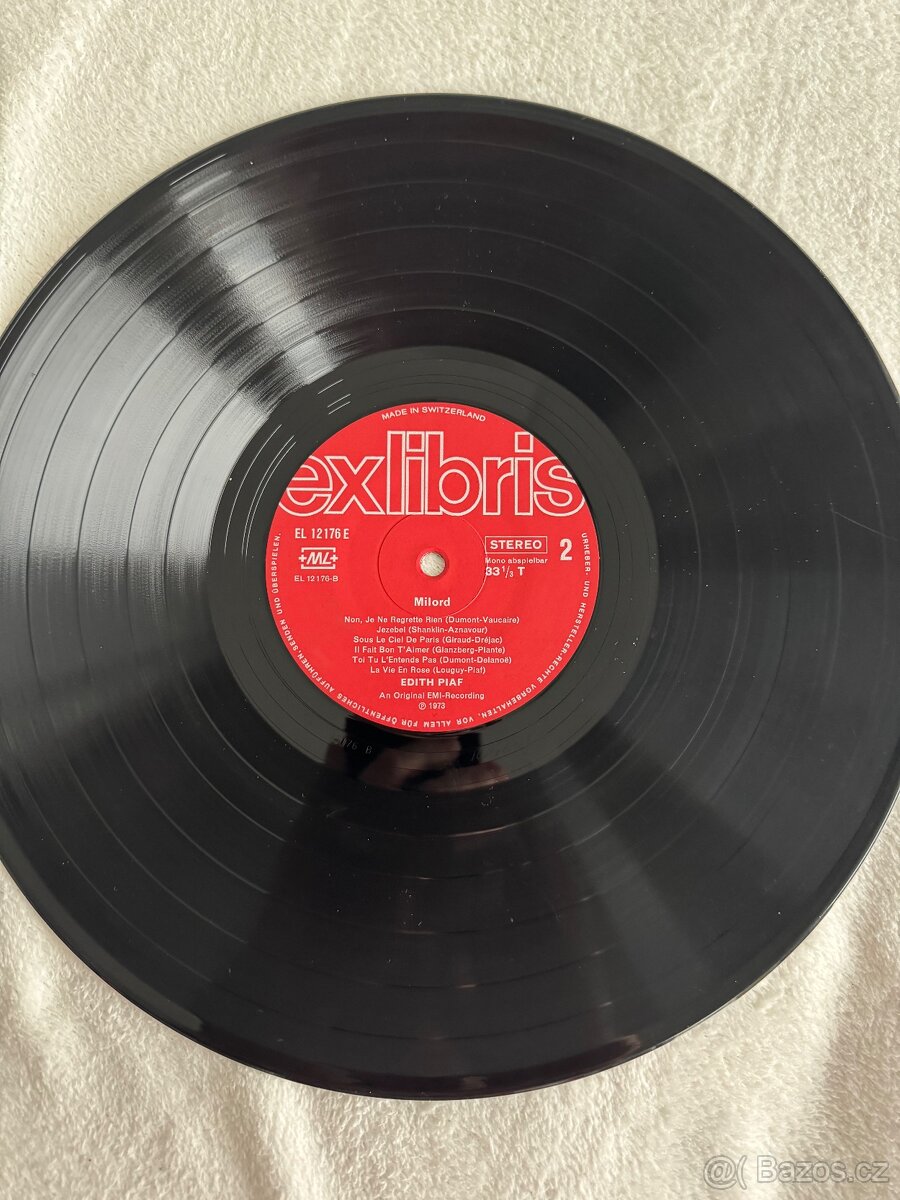 MADE IN SWITZERLAND
exlibris
EL 12176 E
+ML+
EL 12176-B
STEREO
2
Mono abspielbar
33 1/3 T
Milord
Non, Je Ne Regrette Rien (Dumont-Vaucaire)
Jezebel (Shanklin-Aznavour)
Sous Le Ciel De Paris (Giraud-Dréjac)
Il Fait Bon T'Aimer (Glanzberg-Plante)
Toi Tu L'Entends Pas (Dumont-Delanoë)
La Vie En Rose (Louguy-Piaf)
EDITH PIAF
An Original EMI-Recording
℗ 1973
URHEBER- UND HERSTELLER-RECHTE VORBEHALTEN, VOR ALLEM FÜR ÖFFENTLICHES AUFFÜHREN, SENDEN UND ÜBERSPIELEN.
@( Bazos.cz